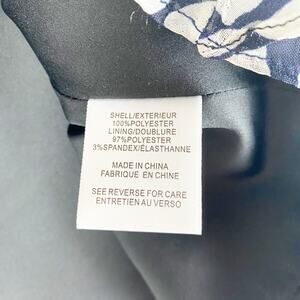 SHELL/EXTERIEUR
100%POLYESTER
LINING/DOUBLURE
97%POLYESTER
3%SPANDEX/ÉLASTHANNE
MADE IN CHINA
FABRIQUE EN CHINE
SEE REVERSE FOR CARE
ENTRETIEN AU VERSO